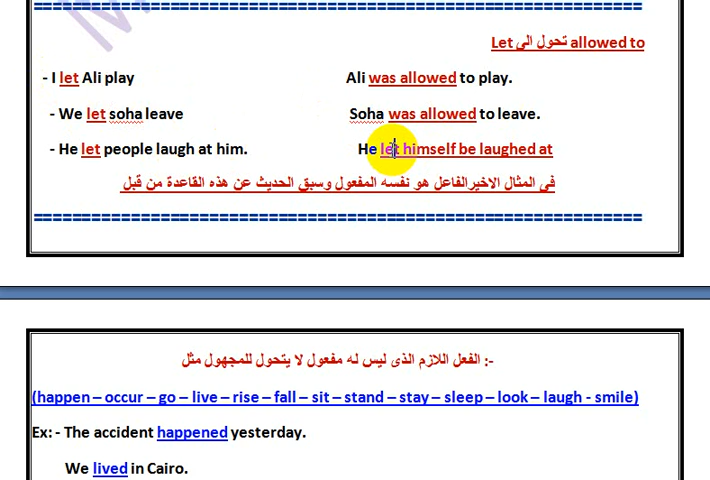 ================================================================
Let تحول الى allowed to
- I let Ali play Ali was allowed to play.
- We let soha leave Soha was allowed to leave.
- He let people laugh at him. He let himself be laughed at
فى المثال الاخيرالفاعل هو نفسه المفعول وسبق الحديث عن هذه القاعدة من قبل
================================================================
الفعل اللازم الذى ليس له مفعول لا يتحول للمجهول مثل :-
(happen – occur – go – live – rise – fall – sit – stand – stay – sleep – look – laugh - smile)
Ex: - The accident happened yesterday.
We lived in Cairo.